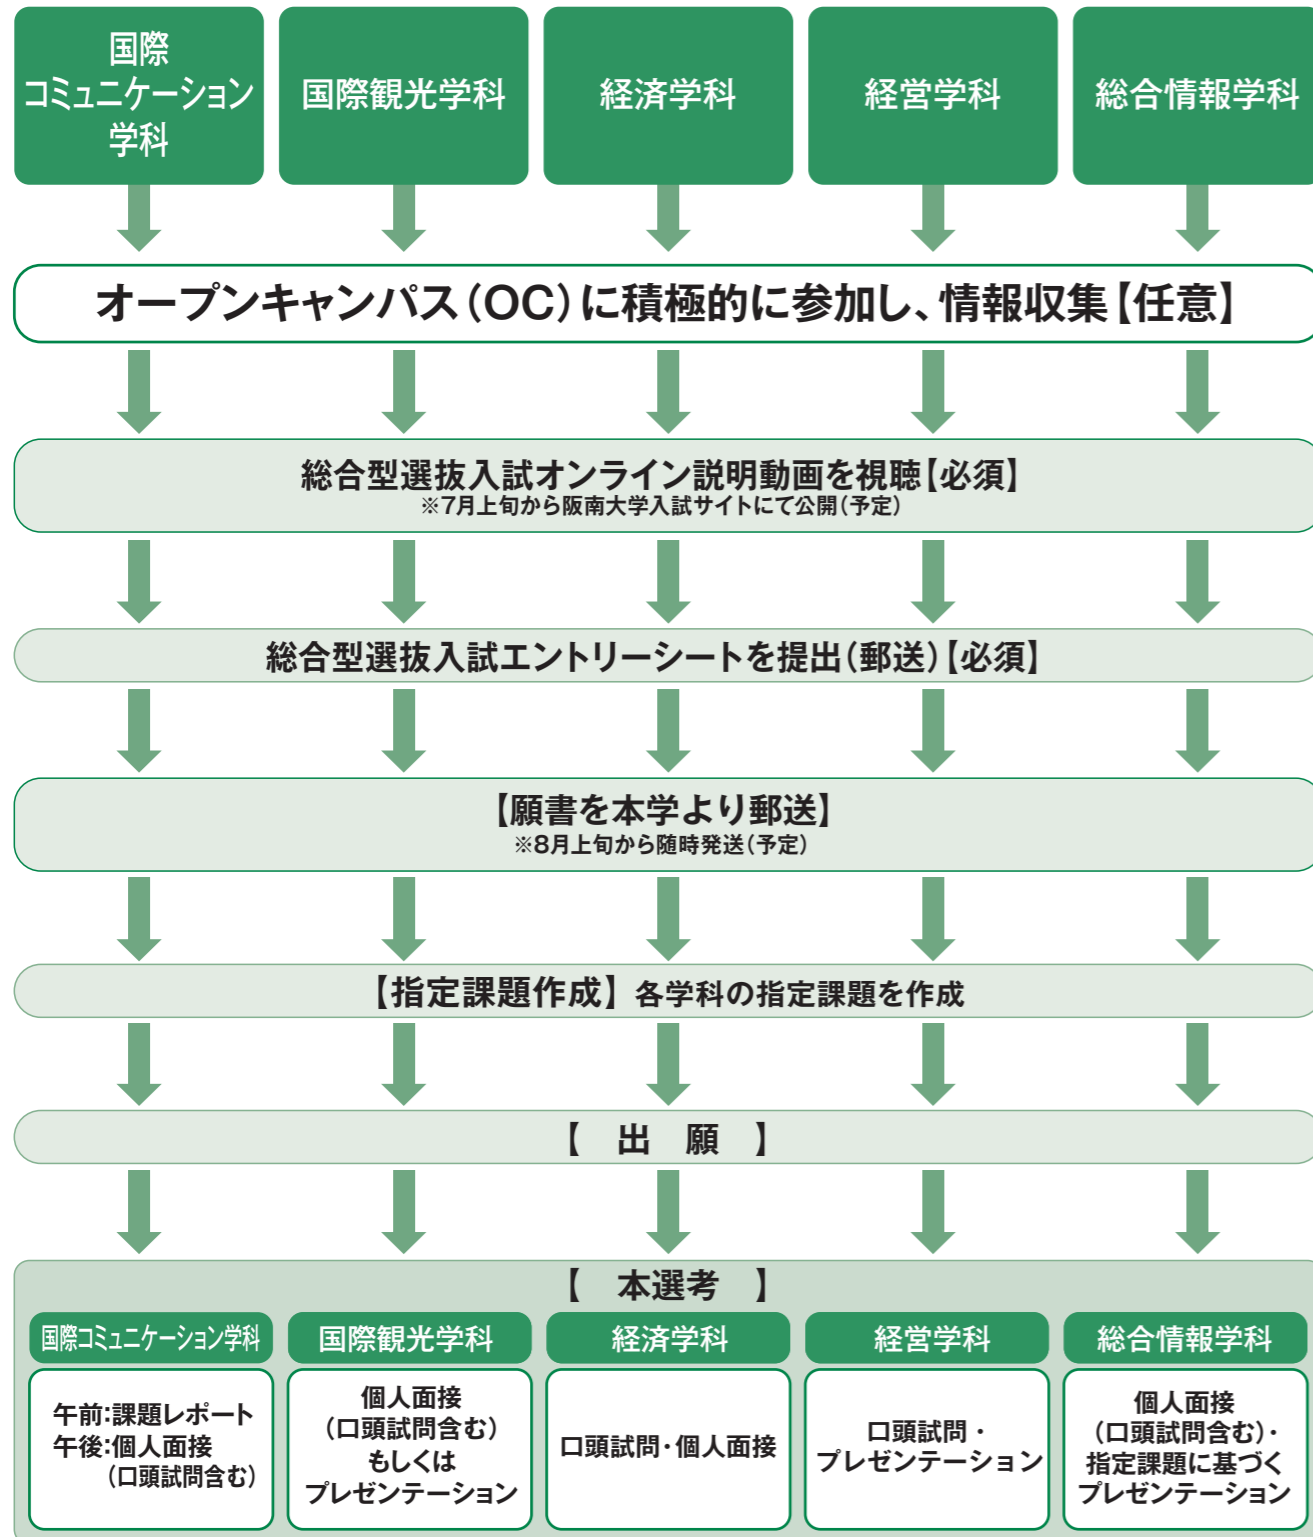 国際
コミュニケーション
学科
国際観光学科
経済学科
経営学科
総合情報学科
オープンキャンパス(OC)に積極的に参加し、情報収集【任意】
総合型選抜入試オンライン説明動画を視聴【必須】
※7月上旬から阪南大学入試サイトにて公開(予定)
総合型選抜入試エントリーシートを提出(郵送)【必須】
【願書を本学より郵送】
※8月上旬から随時発送(予定)
【指定課題作成】各学科の指定課題を作成
【 出 願 】
【 本選考 】
国際コミュニケーション学科
午前:課題レポート
午後:個人面接
(口頭試問含む)
国際観光学科
個人面接
(口頭試問含む)
もしくは
プレゼンテーション
経済学科
口頭試問・個人面接
経営学科
口頭試問・
プレゼンテーション
総合情報学科
個人面接
(口頭試問含む)・
指定課題に基づく
プレゼンテーション